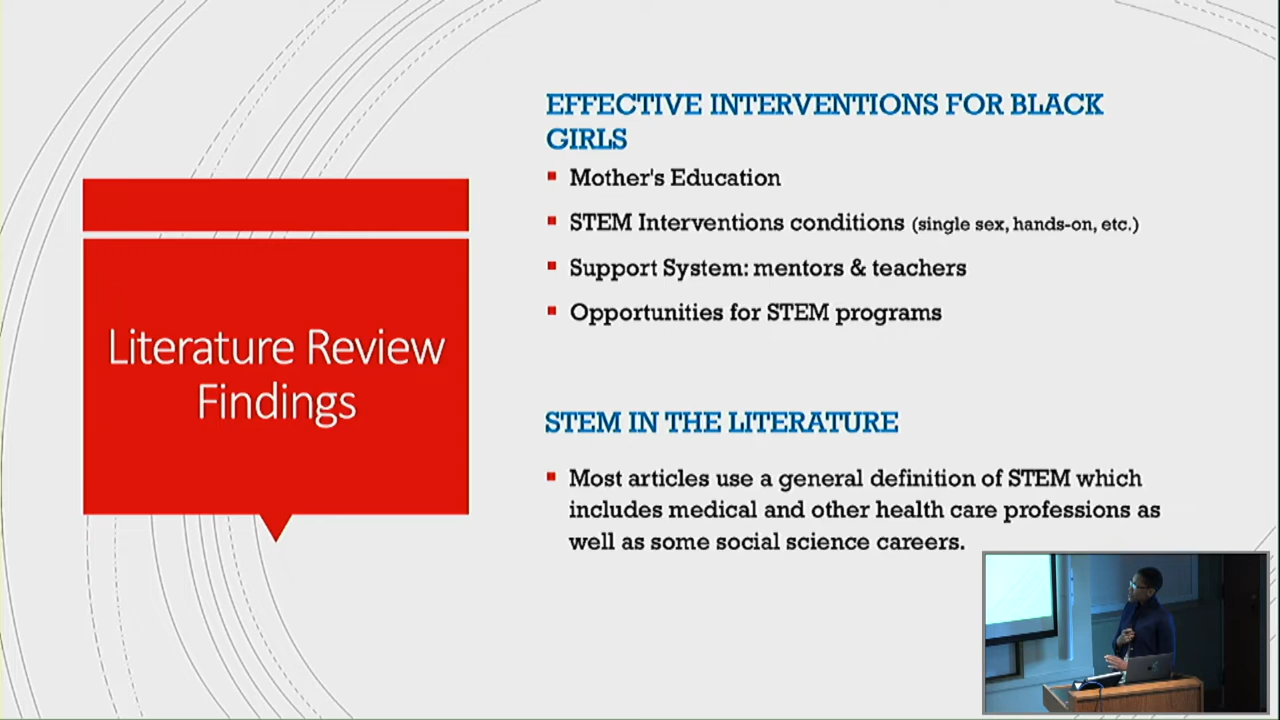 Literature Review
Findings
EFFECTIVE INTERVENTIONS FOR BLACK
GIRLS
Mother's Education
STEM Interventions conditions (single sex, hands-on, etc.)
Support System: mentors & teachers
Opportunities for STEM programs
STEM IN THE LITERATURE
Most articles use a general definition of STEM which
includes medical and other health care professions as
well as some social science careers.